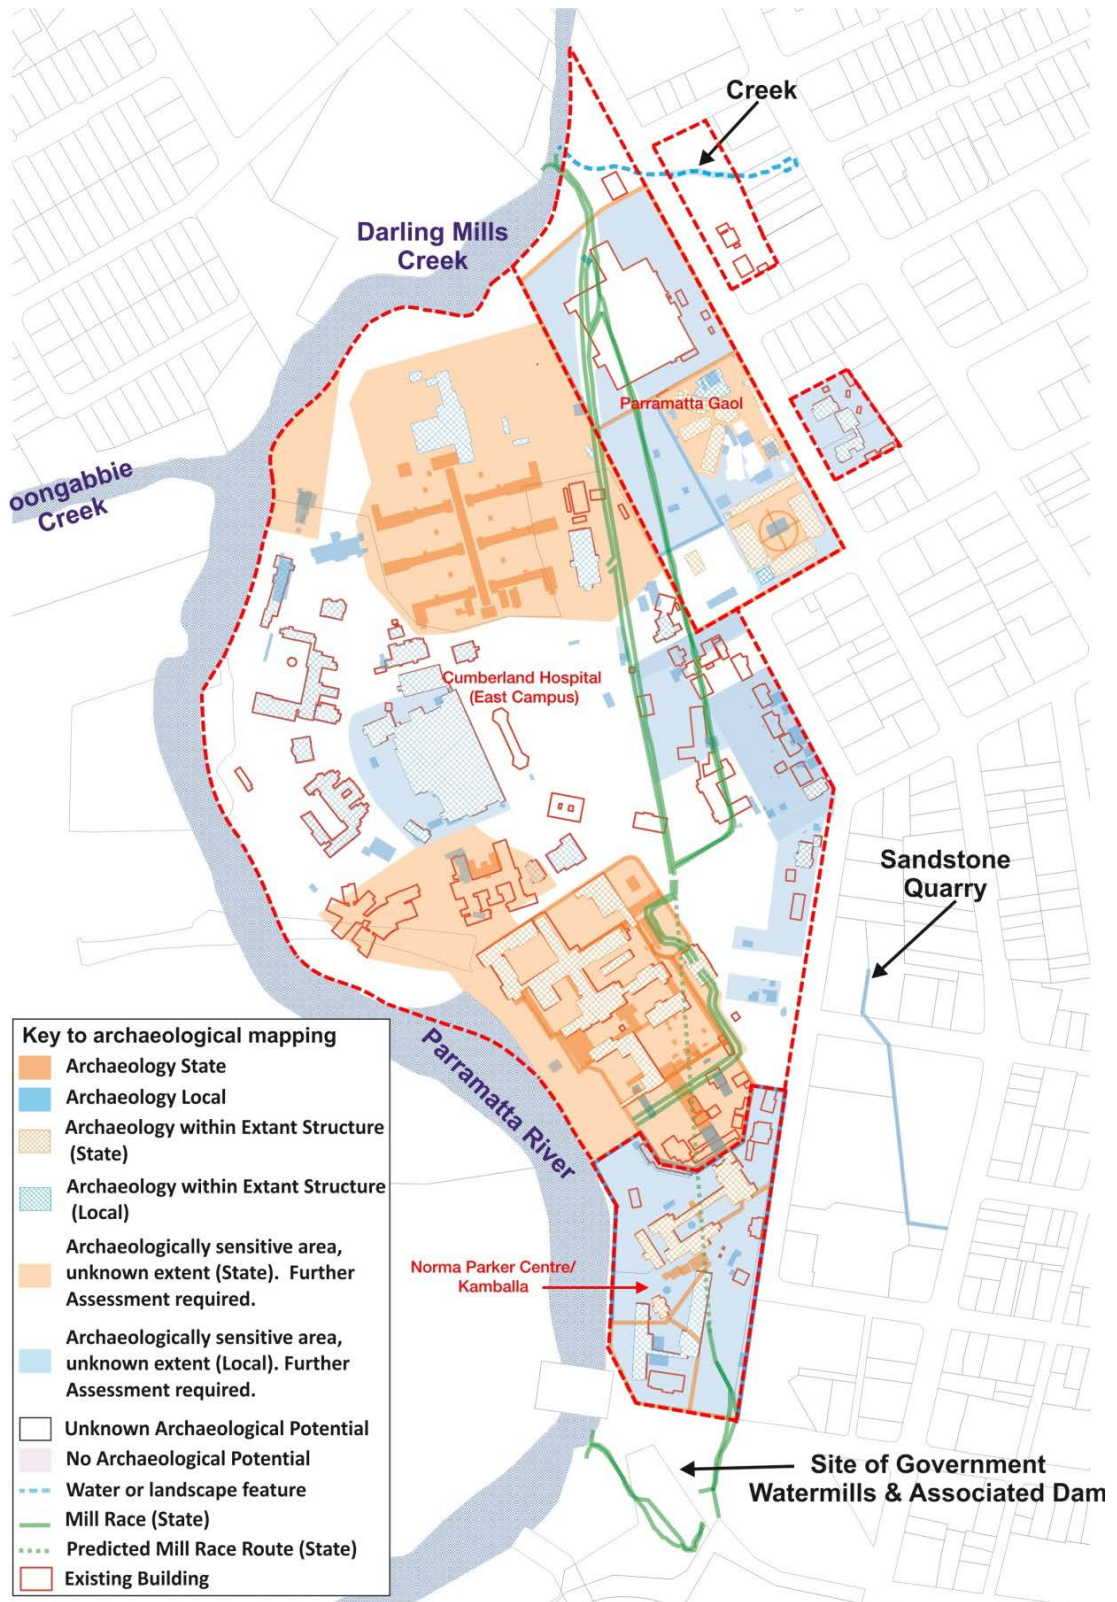 Creek
Darling Mills
Creek
Parramatta Gaol
oongabbie
Creek
Cumberland Hospital
(East Campus)
Sandstone
Quarry
Parramatta River
Norma Parker Centre/
Kamballa
Site of Government
Watermills & Associated Dam
Key to archaeological mapping
Archaeology State
Archaeology Local
Archaeology within Extant Structure
(State)
Archaeology within Extant Structure
(Local)
Archaeologically sensitive area,
unknown extent (State). Further
Assessment required.
Archaeologically sensitive area,
unknown extent (Local). Further
Assessment required.
Unknown Archaeological Potential
No Archaeological Potential
Water or landscape feature
Mill Race (State)
Predicted Mill Race Route (State)
Existing Building